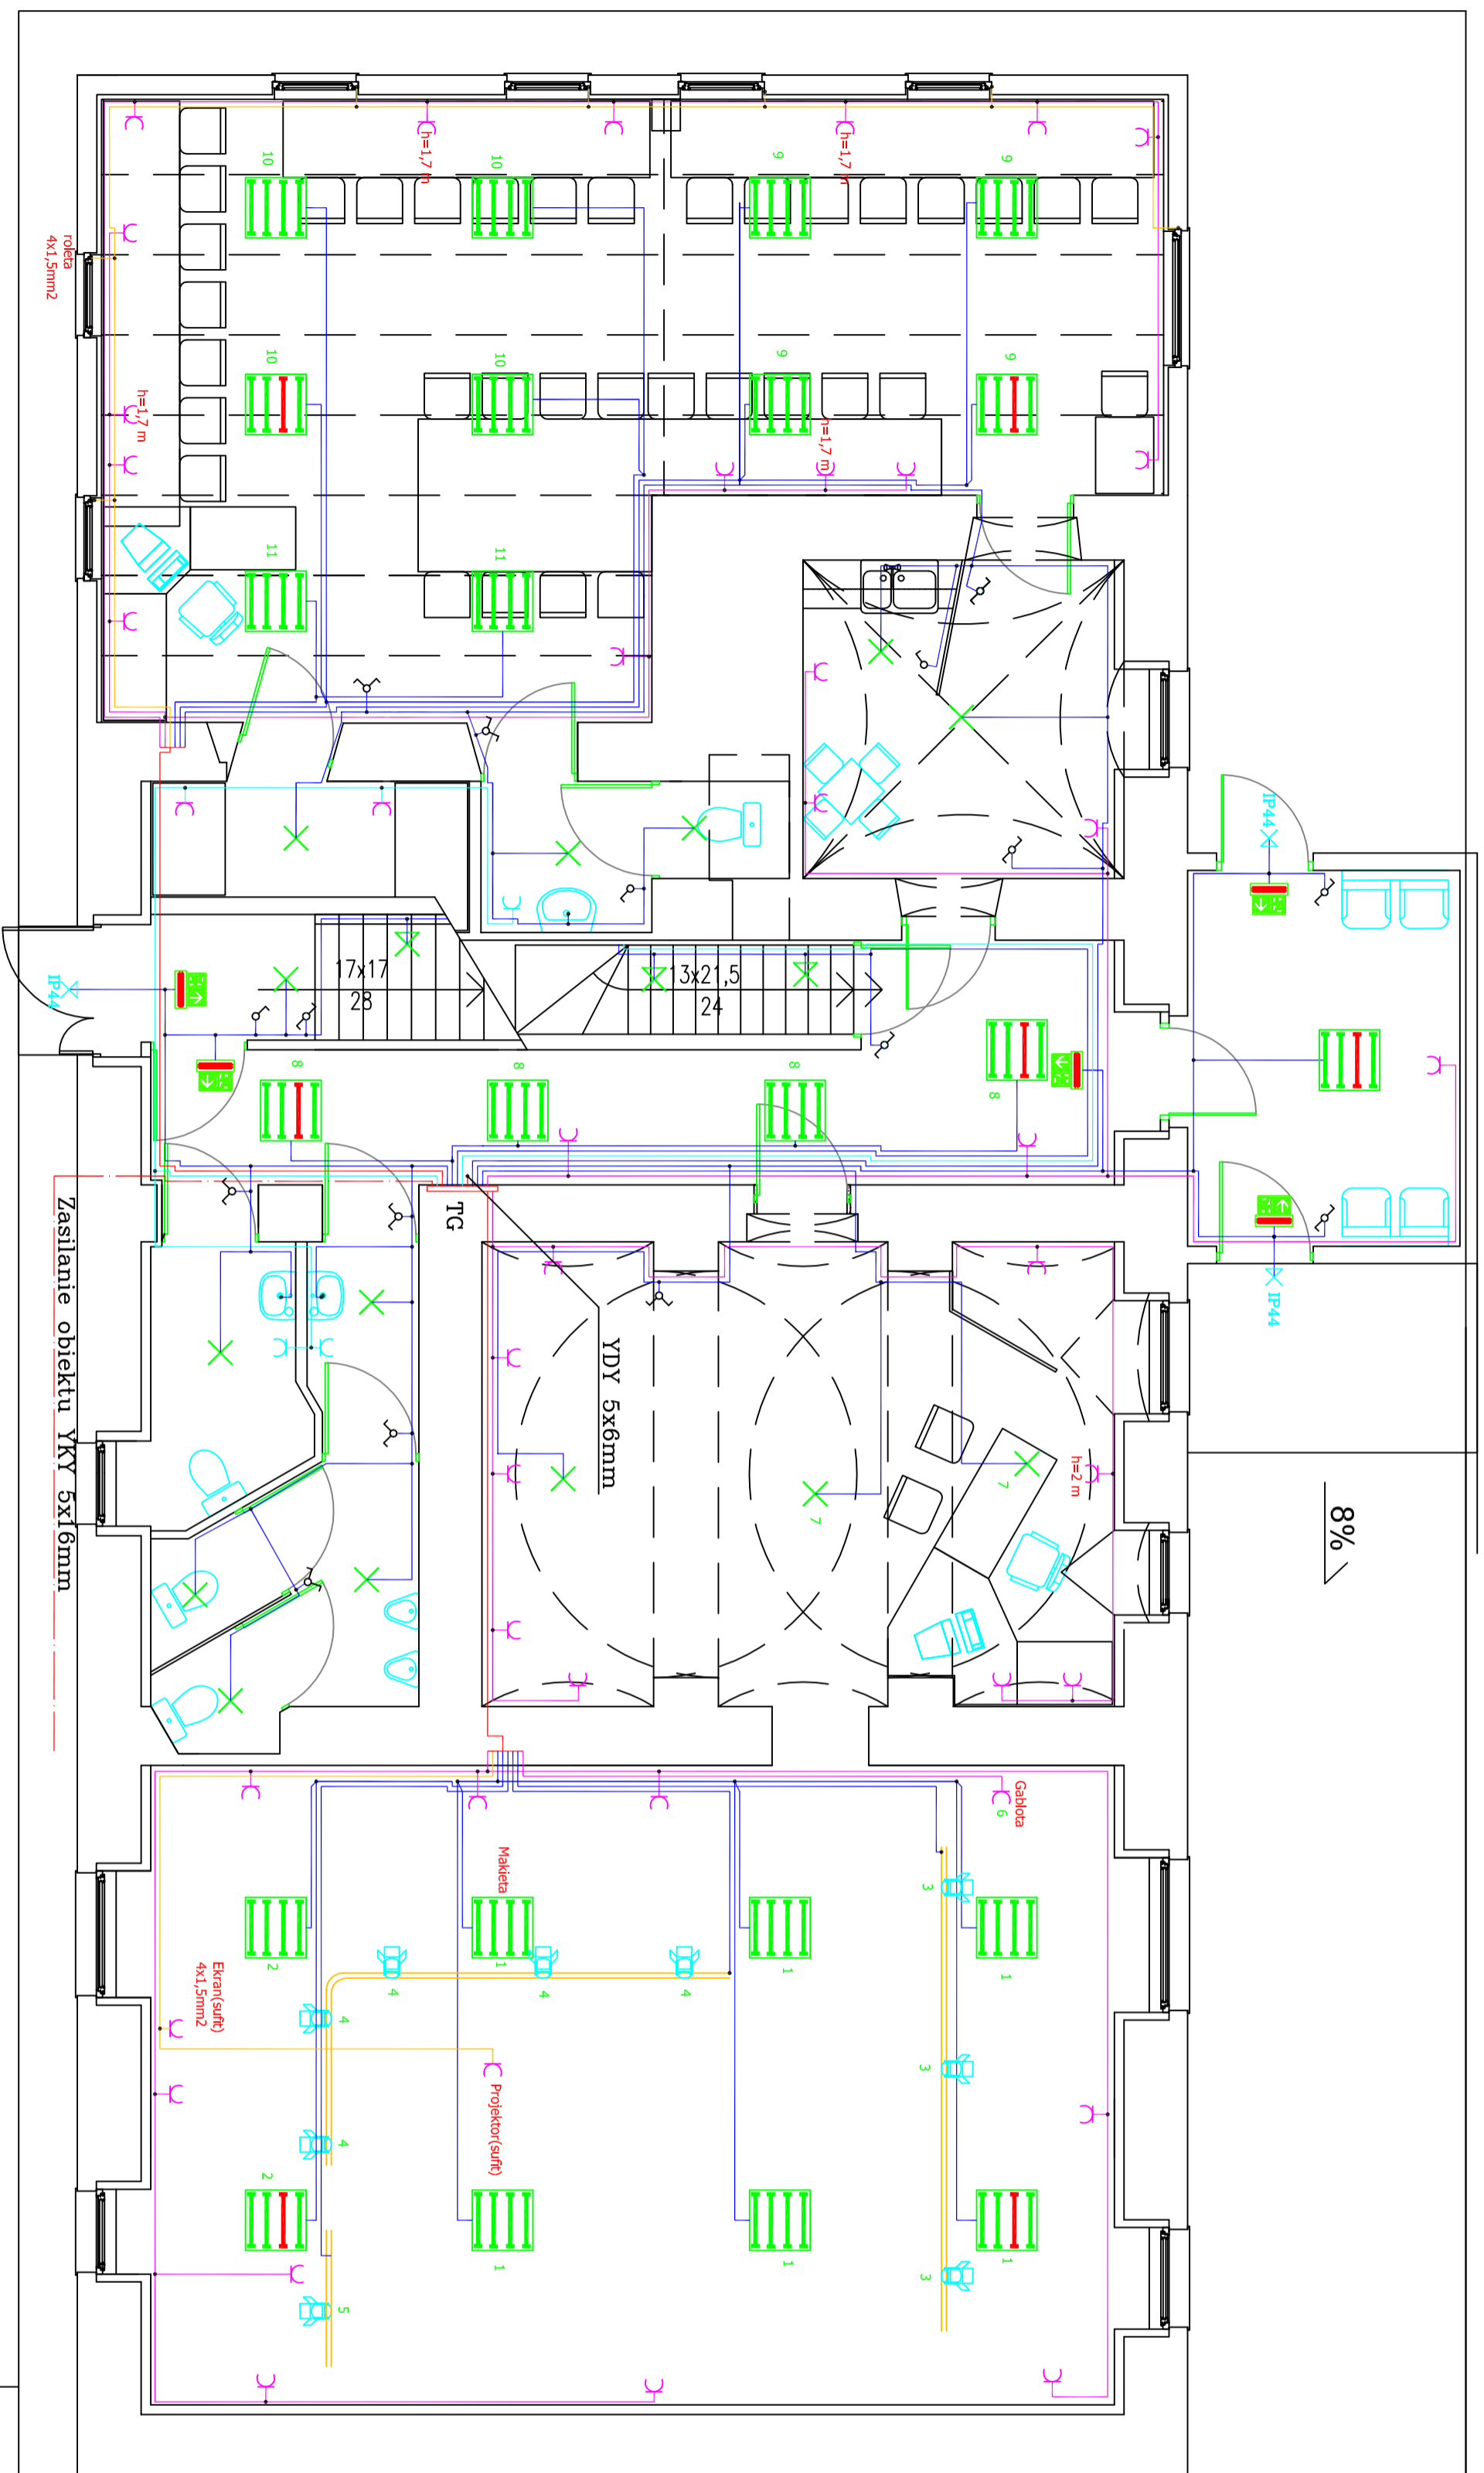 10
h=1,7 m
10
9
h=1,7 m
9
roleta
4x1,5mm2
10
h=1,7 m
10
9
h=1,7 m
9
11
11
IP44
IP44
17x17
28
13x21,5
24
8
8
8
8
TG
Zasilanie obiektu YKY 5x16mm
YDY 5x6mm
IP44
h=2 m
7
7
8%
Gablota
6
Makieta
3
2
1
1
1
Ekran(sufit)
4x1,5mm2
4
4
4
4
3
Projektor(sufit)
4
2
1
1
1
3
5